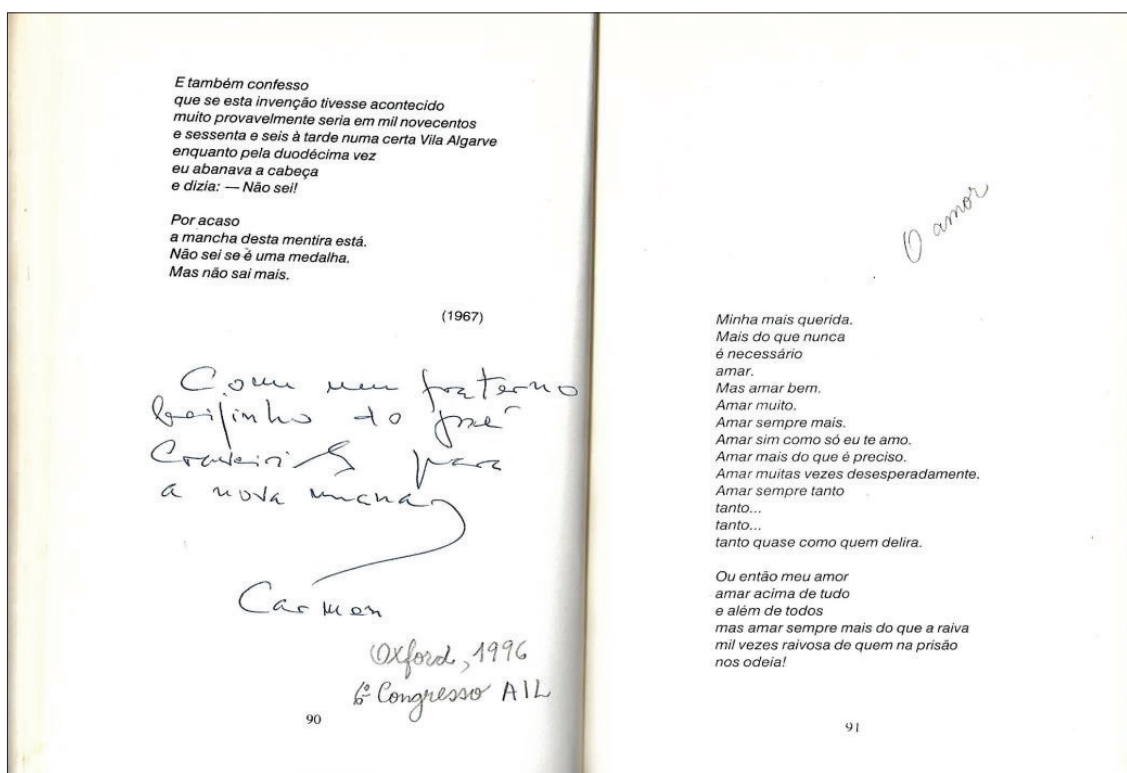 E também confesso
que se esta invenção tivesse acontecido
muito provavelmente seria em mil novecentos
e sessenta e seis à tarde numa certa Vila Algarve
enquanto pela duodécima vez
eu abanava a cabeça
e dizia: — Não sei!
Por acaso
a mancha desta mentira está.
Não sei se é uma medalha.
Mas não sai mais.
(1967)
Com um fraterno
beijinho do José
Craveirinha para
a nova mana
Carmen
Oxford, 1996
6º Congresso AIL
90
O amor
Minha mais querida.
Mais do que nunca
é necessário
amar.
Mas amar bem.
Amar muito.
Amar sempre mais.
Amar sim como só eu te amo.
Amar mais do que é preciso.
Amar muitas vezes desesperadamente.
Amar sempre tanto
tanto...
tanto...
tanto quase como quem delira.
Ou então meu amor
amar acima de tudo
e além de todos
mas amar sempre mais do que a raiva
mil vezes raivosa de quem na prisão
nos odeia!
91